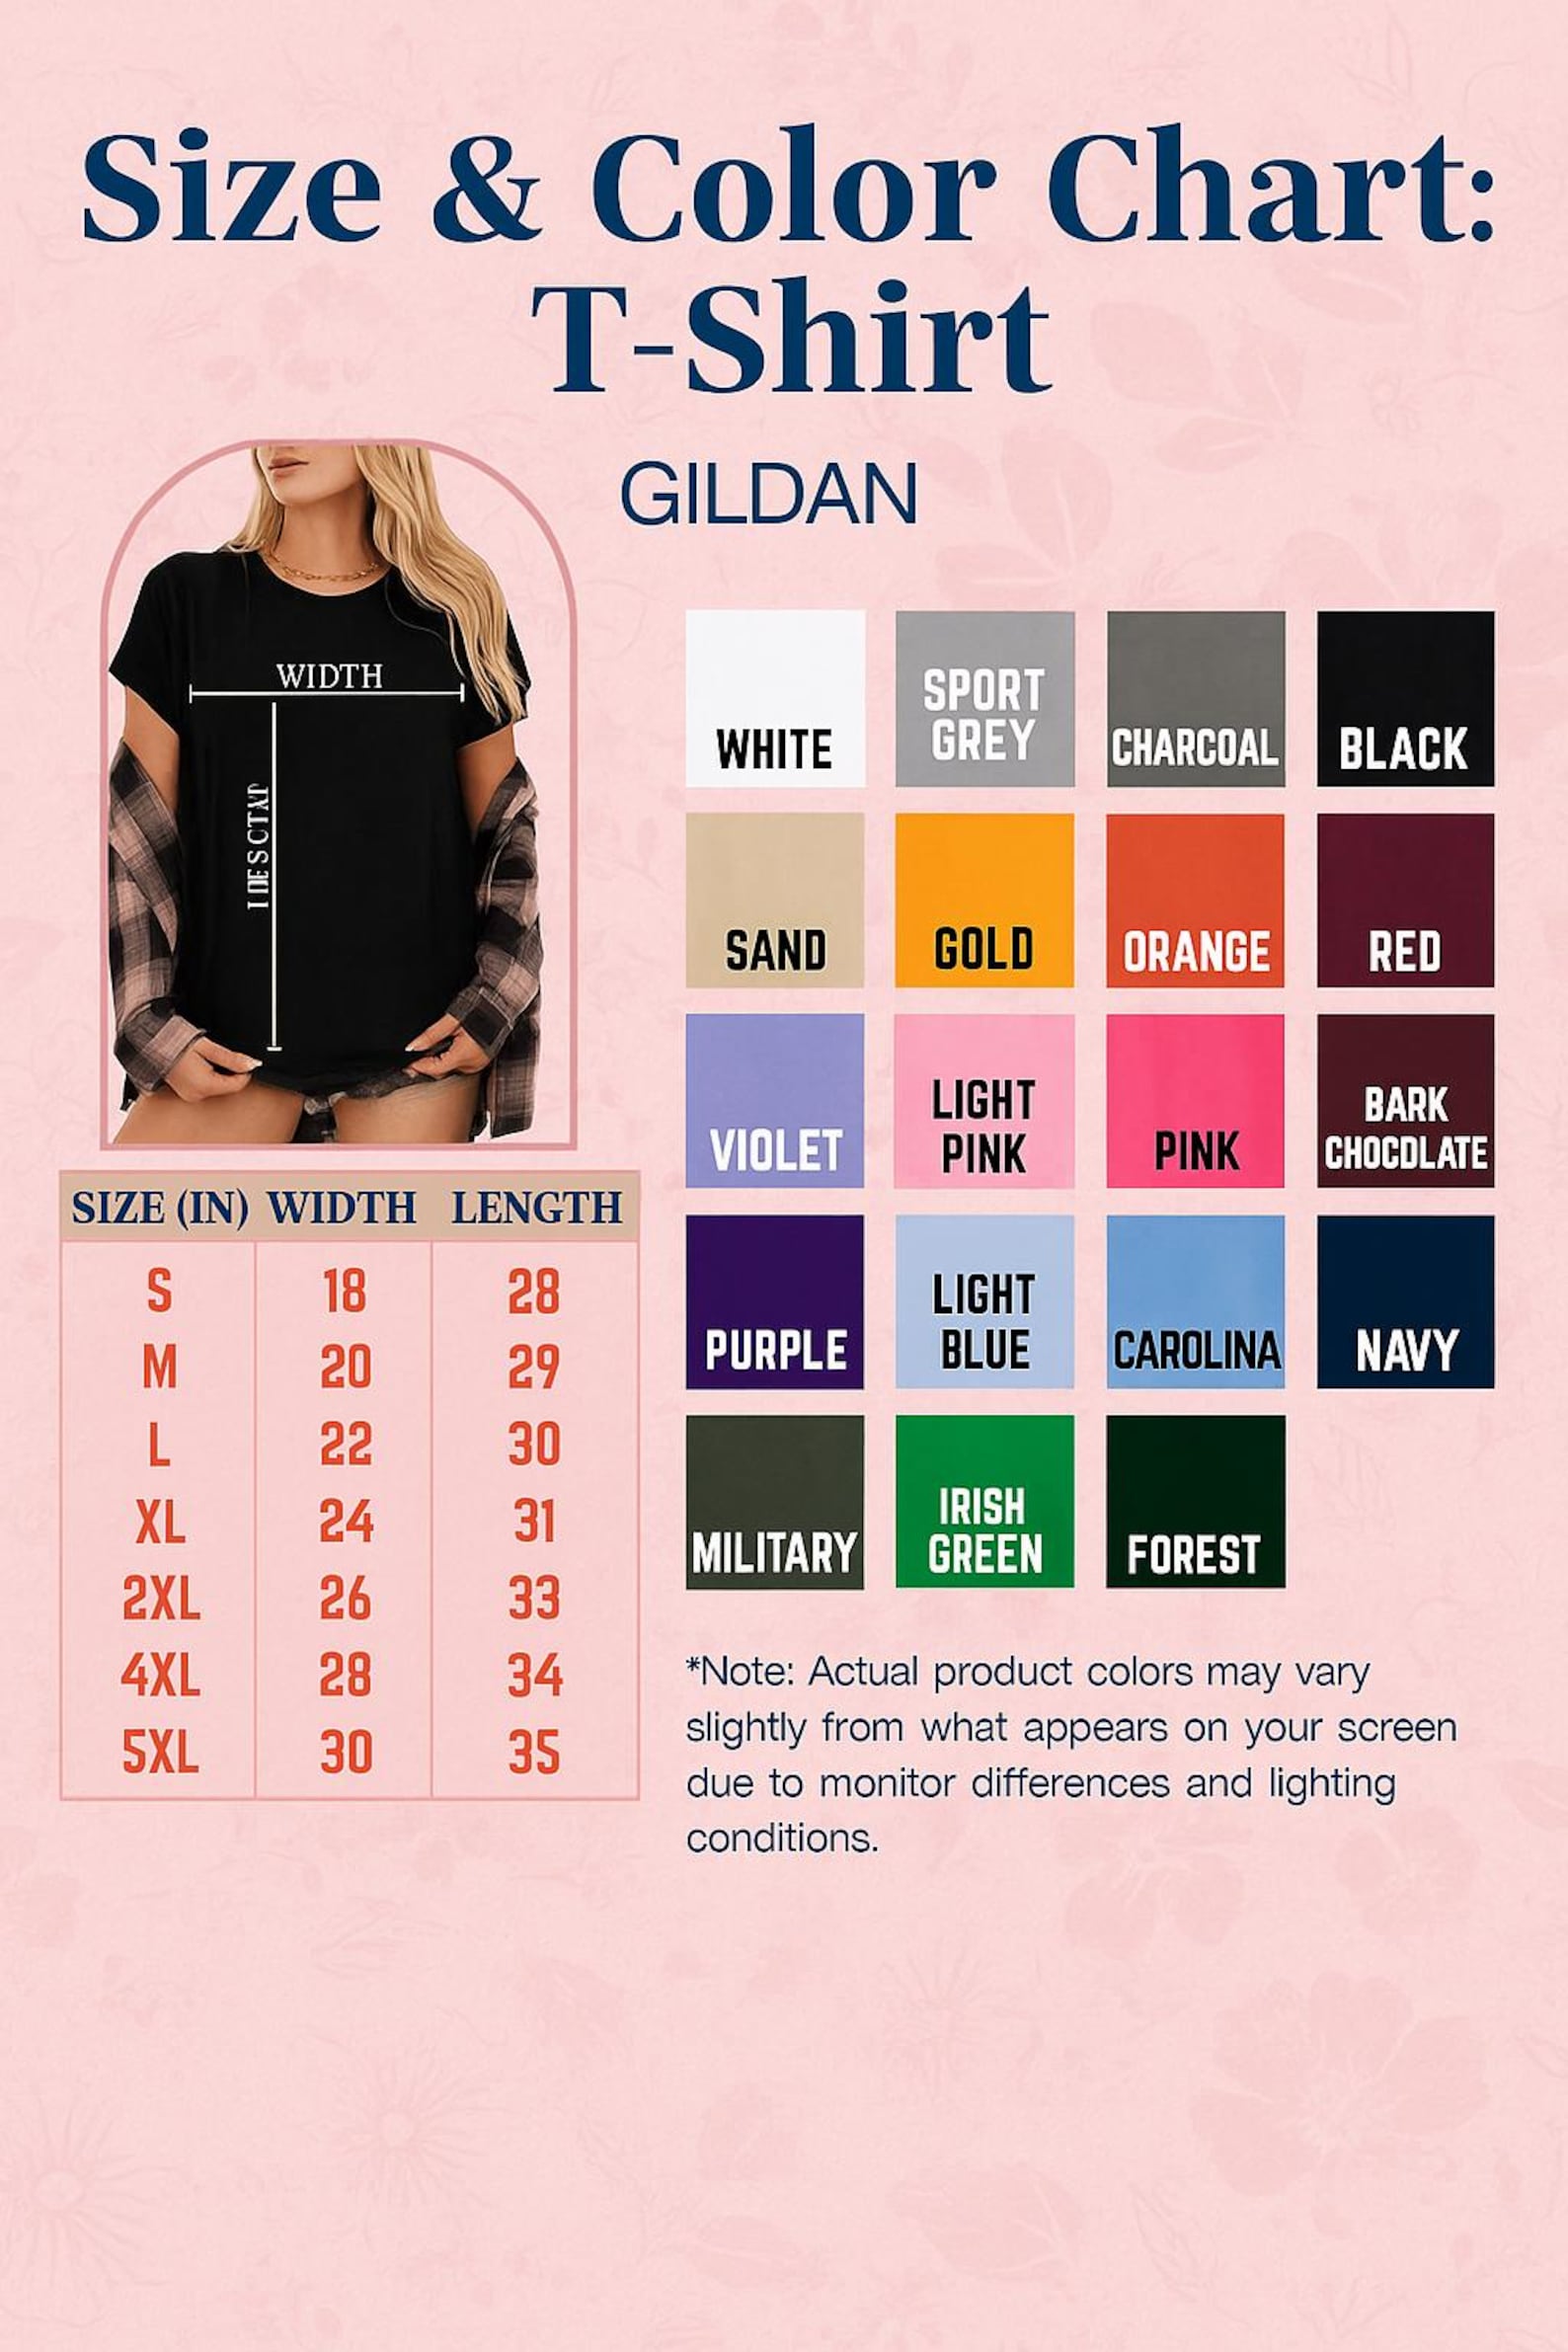 Size & Color Chart:
T-Shirt
GILDAN
WIDTH
WHITE
SPORT
GREY
CHARCOAL
BLACK
SAND
GOLD
ORANGE
RED
VIOLET
LIGHT
PINK
PINK
BARK
CHOCDLATE
PURPLE
LIGHT
BLUE
CAROLINA
NAVY
MILITARY
IRISH
GREEN
FOREST
SIZE (IN) WIDTH LENGTH
S 18 28
M 20 29
L 22 30
XL 24 31
2XL 26 33
4XL 28 34
5XL 30 35
*Note: Actual product colors may vary
slightly from what appears on your screen
due to monitor differences and lighting
conditions.